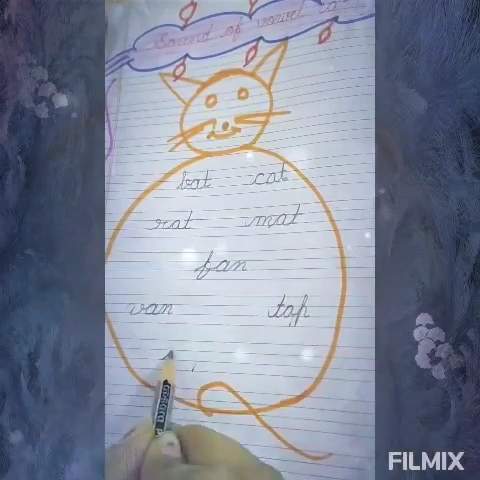 Sound of vowel 'a'
bat cat
rat mat
fan
van tap
FILMIX